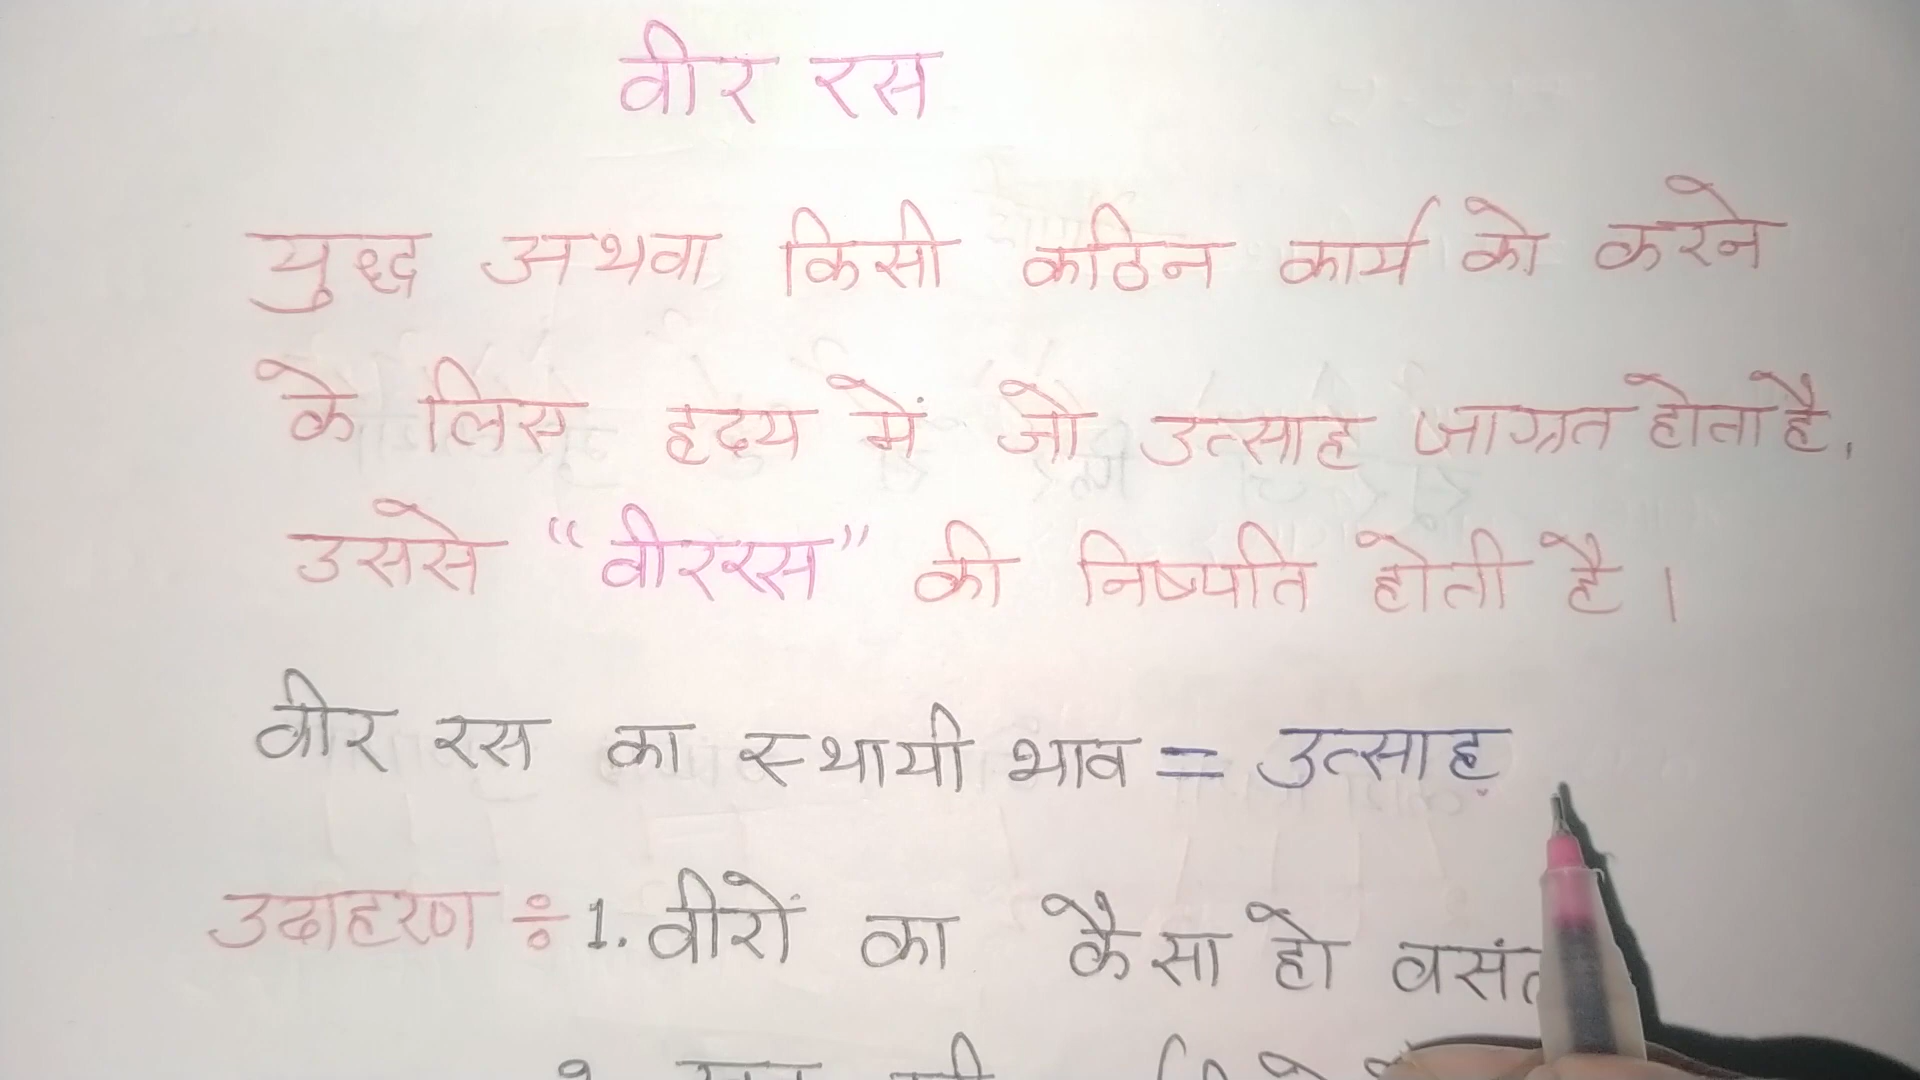 वीर रस
युध्द अथवा किसी कठिन कार्य को करने
के लिए हृदय में जो उत्साह जाग्रत होता है,
उससे “वीररस” की निष्पति होती है ।
वीर रस का स्थायी भाव = उत्साह
उदाहरण ÷ 1. वीरों का कैसा हो वसंत